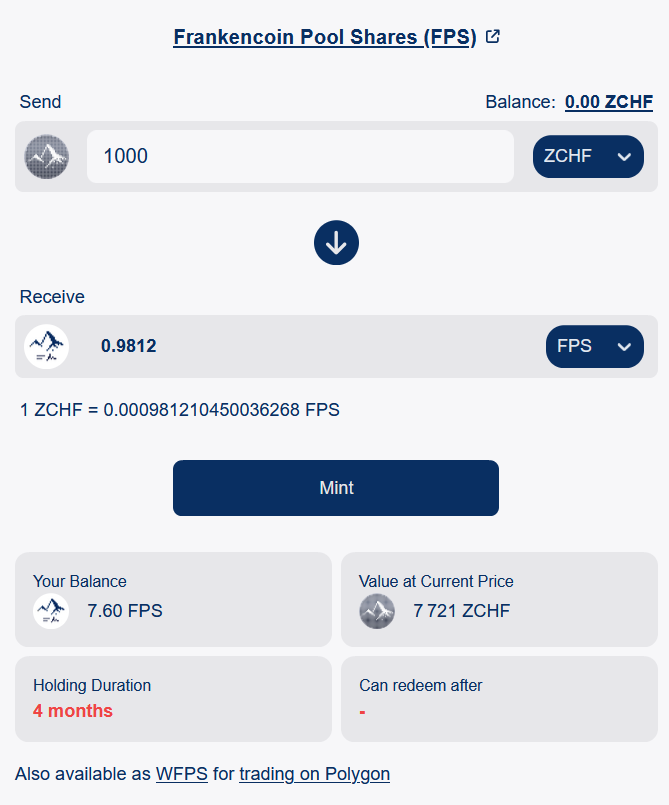 Frankencoin Pool Shares (FPS)
Send Balance: 0.00 ZCHF
1000 ZCHF
Receive
0.9812 FPS
1 ZCHF = 0.000981210450036268 FPS
Mint
Your Balance
7.60 FPS
Value at Current Price
7 721 ZCHF
Holding Duration
4 months
Can redeem after
-
Also available as WFPS for trading on Polygon